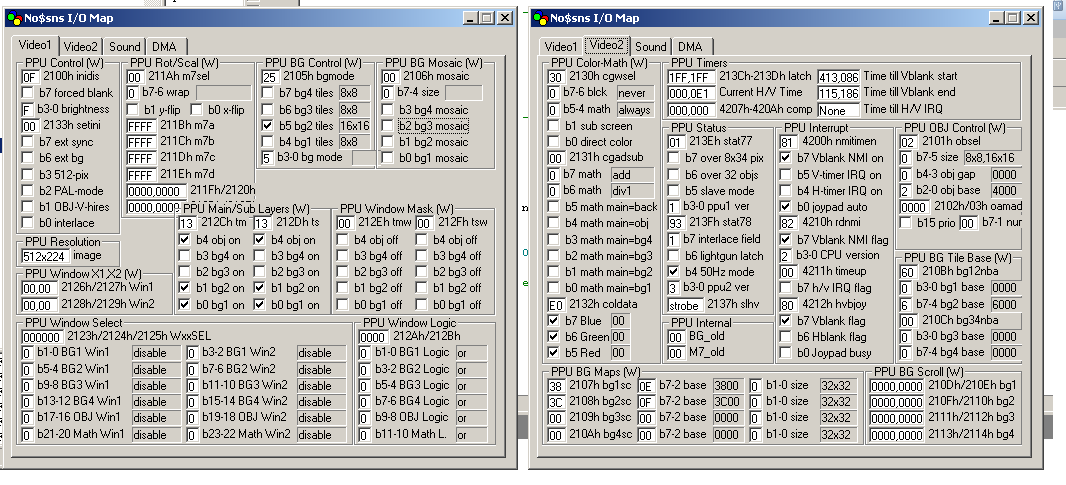 No$sns I/O Map
Video1 Video2 Sound DMA
PPU Control (W)
0F 2100h inidis
b7 forced blank
F b3-0 brightness
00 2133h setini
b7 ext sync
b6 ext bg
b3 512-pix
b2 PAL-mode
b1 OBJ-V-hires
b0 interlace
PPU Resolution
512x224 image
PPU Rot/Scal (W)
00 211Ah m7sel
0 b7-6 wrap
b1 y-flip b0 x-flip
FFFF 211Bh m7a
FFFF 211Ch m7b
FFFF 211Dh m7c
FFFF 211Eh m7d
0000,0000 211Fh/2120h
0000,0000
PPU BG Control (W)
25 2105h bgmode
b7 bg4 tiles 8x8
b6 bg3 tiles 8x8
b5 bg2 tiles 16x16
b4 bg1 tiles 8x8
5 b3-0 bg mode
PPU BG Mosaic (W)
00 2106h mosaic
0 b7-4 size
b3 bg4 mosaic
b2 bg3 mosaic
b1 bg2 mosaic
b0 bg1 mosaic
PPU Main/Sub Layers (W)
13 212Ch tm 13 212Dh ts
b4 obj on b4 obj on
b3 bg4 on b3 bg4 on
b2 bg3 on b2 bg3 on
b1 bg2 on b1 bg2 on
b0 bg1 on b0 bg1 on
PPU Window Mask (W)
00 212Eh tmw 00 212Fh tsw
b4 obj off b4 obj off
b3 bg4 off b3 bg4 off
b2 bg3 off b2 bg3 off
b1 bg2 off b1 bg2 off
b0 bg1 off b0 bg1 off
PPU Window X1,X2 (W)
00,00 2126h/2127h Win1
00,00 2128h/2129h Win2
PPU Window Select
000000 2123h/2124h/2125h WxxSEL
0 b1-0 BG1 Win1 disable 0 b3-2 BG1 Win2 disable
0 b5-4 BG2 Win1 disable 0 b7-6 BG2 Win2 disable
0 b9-8 BG3 Win1 disable 0 b11-10 BG3 Win2 disable
0 b13-12 BG4 Win1 disable 0 b15-14 BG4 Win2 disable
0 b17-16 OBJ Win1 disable 0 b19-18 OBJ Win2 disable
0 b21-20 Math Win1 disable 0 b23-22 Math Win2 disable
PPU Window Logic
0000 212Ah/212Bh
0 b1-0 BG1 Logic or
0 b3-2 BG2 Logic or
0 b5-4 BG3 Logic or
0 b7-6 BG4 Logic or
0 b9-8 OBJ Logic or
0 b11-10 Math L. or
No$sns I/O Map
Video1 Video2 Sound DMA
PPU Color-Math (W)
30 2130h cgwsel
0 b7-6 blck never
0 b5-4 math always
b1 sub screen
b0 direct color
00 2131h cgadsub
0 b7 math add
0 b6 math div1
b5 math main=back
b4 math main=obj
b3 math main=bg4
b2 math main=bg3
b1 math main=bg2
b0 math main=bg1
E0 2132h coldata
b7 Blue 00
b6 Green 00
b5 Red 00
PPU Timers
1FF,1FF 213Ch-213Dh latch 413,086 Time till Vblank start
000,0E1 Current H/V Time 115,186 Time till Vblank end
000,000 4207h-420Ah comp None Time till H/V IRQ
PPU Status
01 213Eh stat77
b7 over 8x34 pix
b6 over 32 objs
b5 slave mode
1 b3-0 ppu1 ver
93 213Fh stat78
1 b7 interlace field
b6 lightgun latch
b4 50Hz mode
3 b3-0 ppu2 ver
strobe 2137h slhv
PPU Internal
00 BG_old
00 M7_old
PPU Interrupt
81 4200h nmitimen
b7 Vblank NMI on
b5 V-timer IRQ on
b4 H-timer IRQ on
b0 joypad auto
82 4210h rdnmi
b7 Vblank NMI flag
2 b3-0 CPU version
00 4211h timeup
b7 h/v IRQ flag
80 4212h hvbjoy
b7 Vblank flag
b6 Hblank flag
b0 Joypad busy
PPU OBJ Control (W)
02 2101h obsel
0 b7-5 size 8x8,16x16
0 b4-3 obj gap 0000
2 b2-0 obj base 4000
0000 2102h/03h oamad
b15 prio 00 b7-1 nur
PPU BG Tile Base (W)
60 210Bh bg12nba
0 b3-0 bg1 base 0000
6 b7-4 bg2 base 6000
00 210Ch bg34nba
0 b3-0 bg3 base 0000
0 b7-4 bg4 base 0000
PPU BG Maps (W)
38 2107h bg1sc 0E b7-2 base 3800 0 b1-0 size 32x32
3C 2108h bg2sc 0F b7-2 base 3C00 0 b1-0 size 32x32
00 2109h bg3sc 00 b7-2 base 0000 0 b1-0 size 32x32
00 210Ah bg4sc 00 b7-2 base 0000 0 b1-0 size 32x32
PPU BG Scroll (W)
0000,0000 210Dh/210Eh bg1
0000,0000 210Fh/2110h bg2
0000,0000 2111h/2112h bg3
0000,0000 2113h/2114h bg4